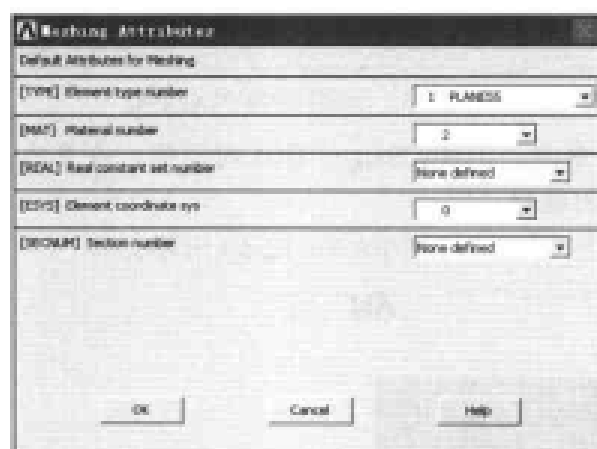 Meshing Attributes
Default Attributes for Meshing
[TYPE] Element type number
1 PLANE55
[MAT] Material number
2
[REAL] Real constant set number
None defined
[ESYS] Element coordinate sys
0
[SECNUM] Section number
None defined
OK
Cancel
Help